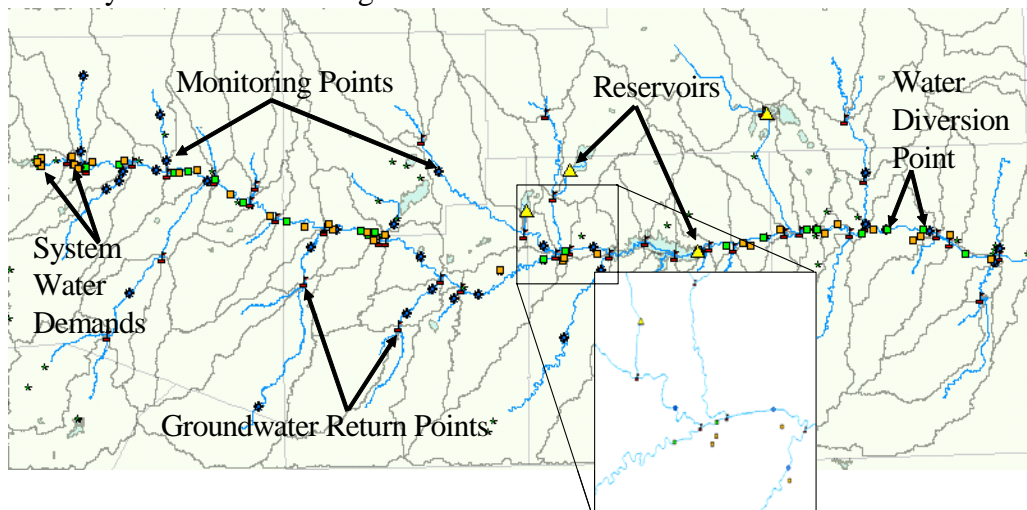 Monitoring Points
Reservoirs
Water
Diversion
Point
System
Water
Demands
Groundwater Return Points